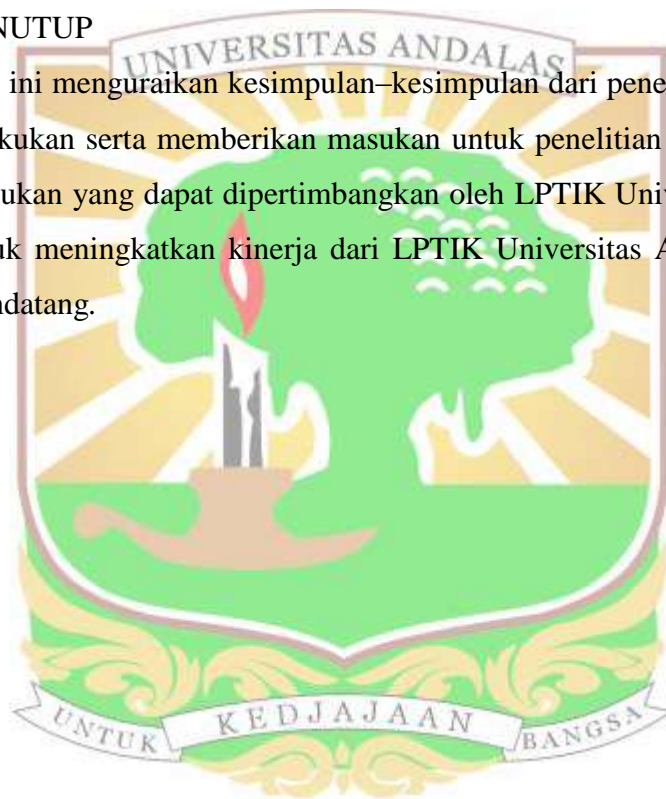 NUTUP
UNIVERSITAS ANDALAS
ini menguraikan kesimpulan–kesimpulan dari pene
kukan serta memberikan masukan untuk penelitian
ukan yang dapat dipertimbangkan oleh LPTIK Univ
uk meningkatkan kinerja dari LPTIK Universitas A
ndatang.
UNTUK KEDJAJAAN BANGSA